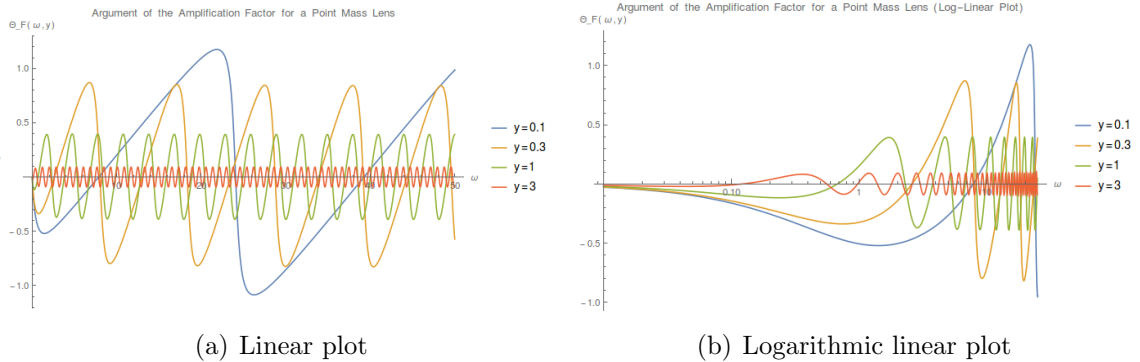 Argument of the Amplification Factor for a Point Mass Lens
Θ_F(ω,y)
1.0
0.5
-0.5
-1.0
10
20
30
40
50
ω
y=0.1
y=0.3
y=1
y=3
(a) Linear plot
Argument of the Amplification Factor for a Point Mass Lens (Log-Linear Plot)
Θ_F(ω,y)
1.0
0.5
-0.5
-1.0
0.10
1
10
ω
y=0.1
y=0.3
y=1
y=3
(b) Logarithmic linear plot